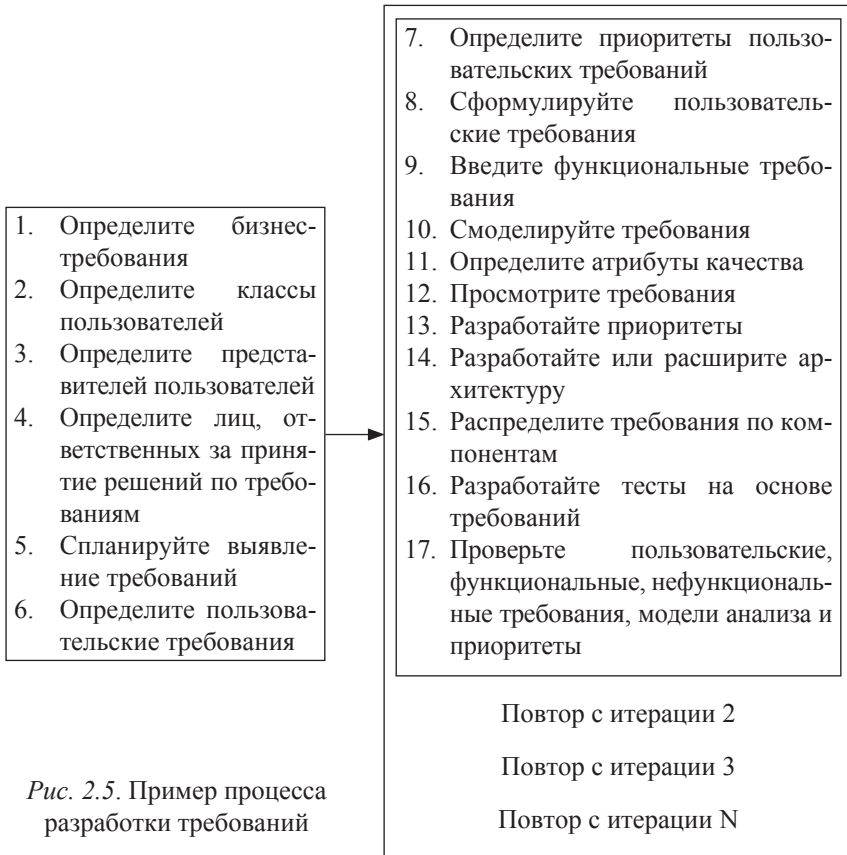 1. Определите бизнес-
требования
2. Определите классы
пользователей
3. Определите предста-
вителей пользователей
4. Определите лиц, от-
ветственных за приня-
тие решений по требо-
ваниям
5. Спланируйте выявле-
ние требований
6. Определите пользова-
тельские требования
7. Определите приоритеты пользо-
вательских требований
8. Сформулируйте пользователь-
ские требования
9. Введите функциональные требо-
вания
10. Смоделируйте требования
11. Определите атрибуты качества
12. Просмотрите требования
13. Разработайте приоритеты
14. Разработайте или расширите ар-
хитектуру
15. Распределите требования по ком-
понентам
16. Разработайте тесты на основе
требований
17. Проверьте пользовательские,
функциональные, нефункциональ-
ные требования, модели анализа и
приоритеты
Повтор с итерации 2
Повтор с итерации 3
Повтор с итерации N
Рис. 2.5. Пример процесса
разработки требований